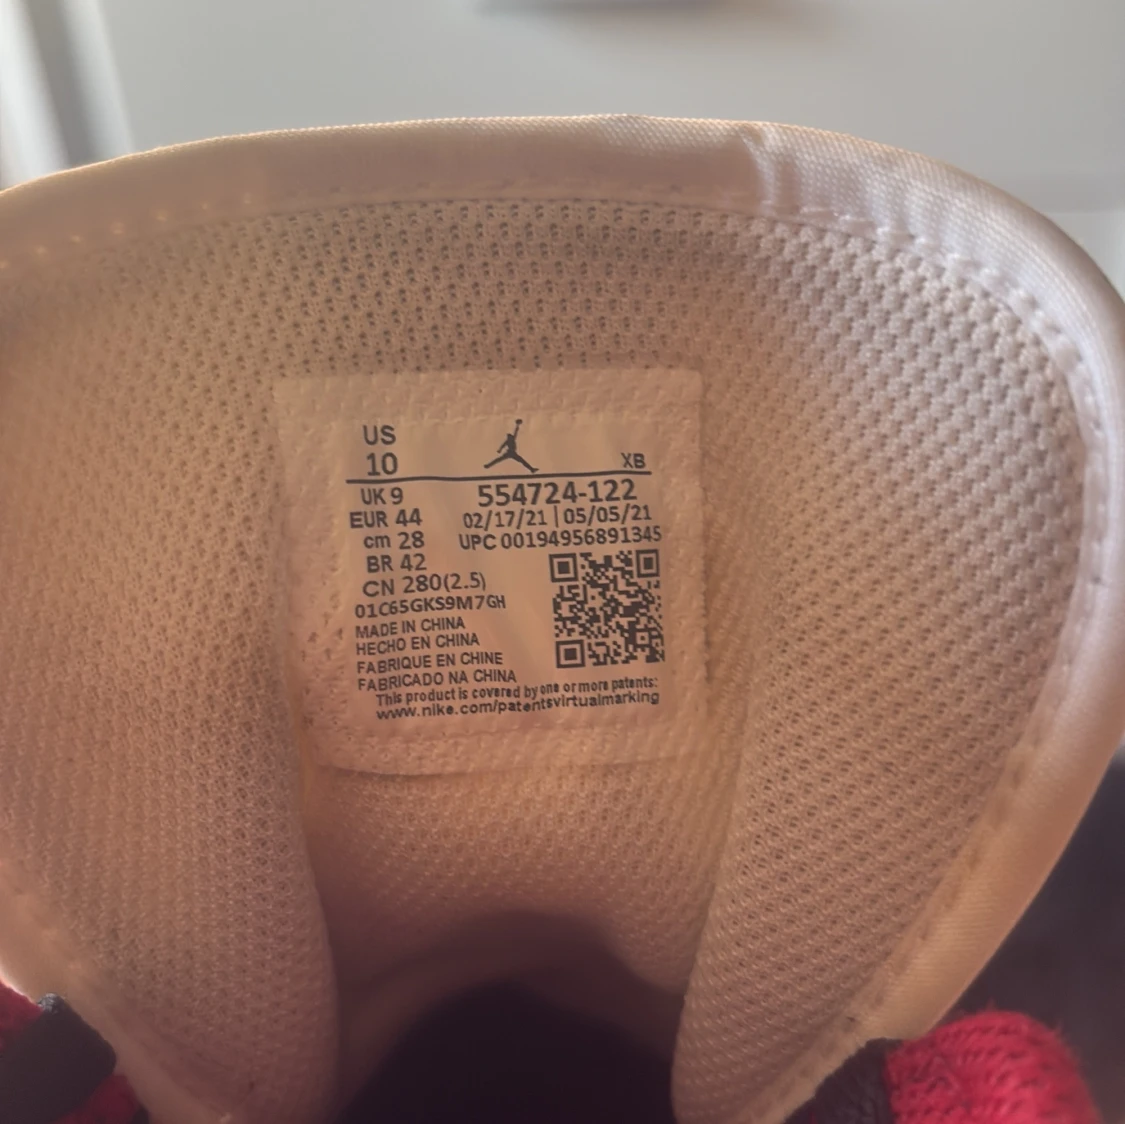 US
10
XB
UK 9
554724-122
EUR 44
02/17/21 | 05/05/21
cm 28
UPC 00194956891345
BR 42
CN 280(2.5)
01C65GKS9M7GH
MADE IN CHINA
HECHO EN CHINA
FABRIQUE EN CHINE
FABRICADO NA CHINA
This product is covered by one or more patents:
www.nike.com/patentsvirtualmarking